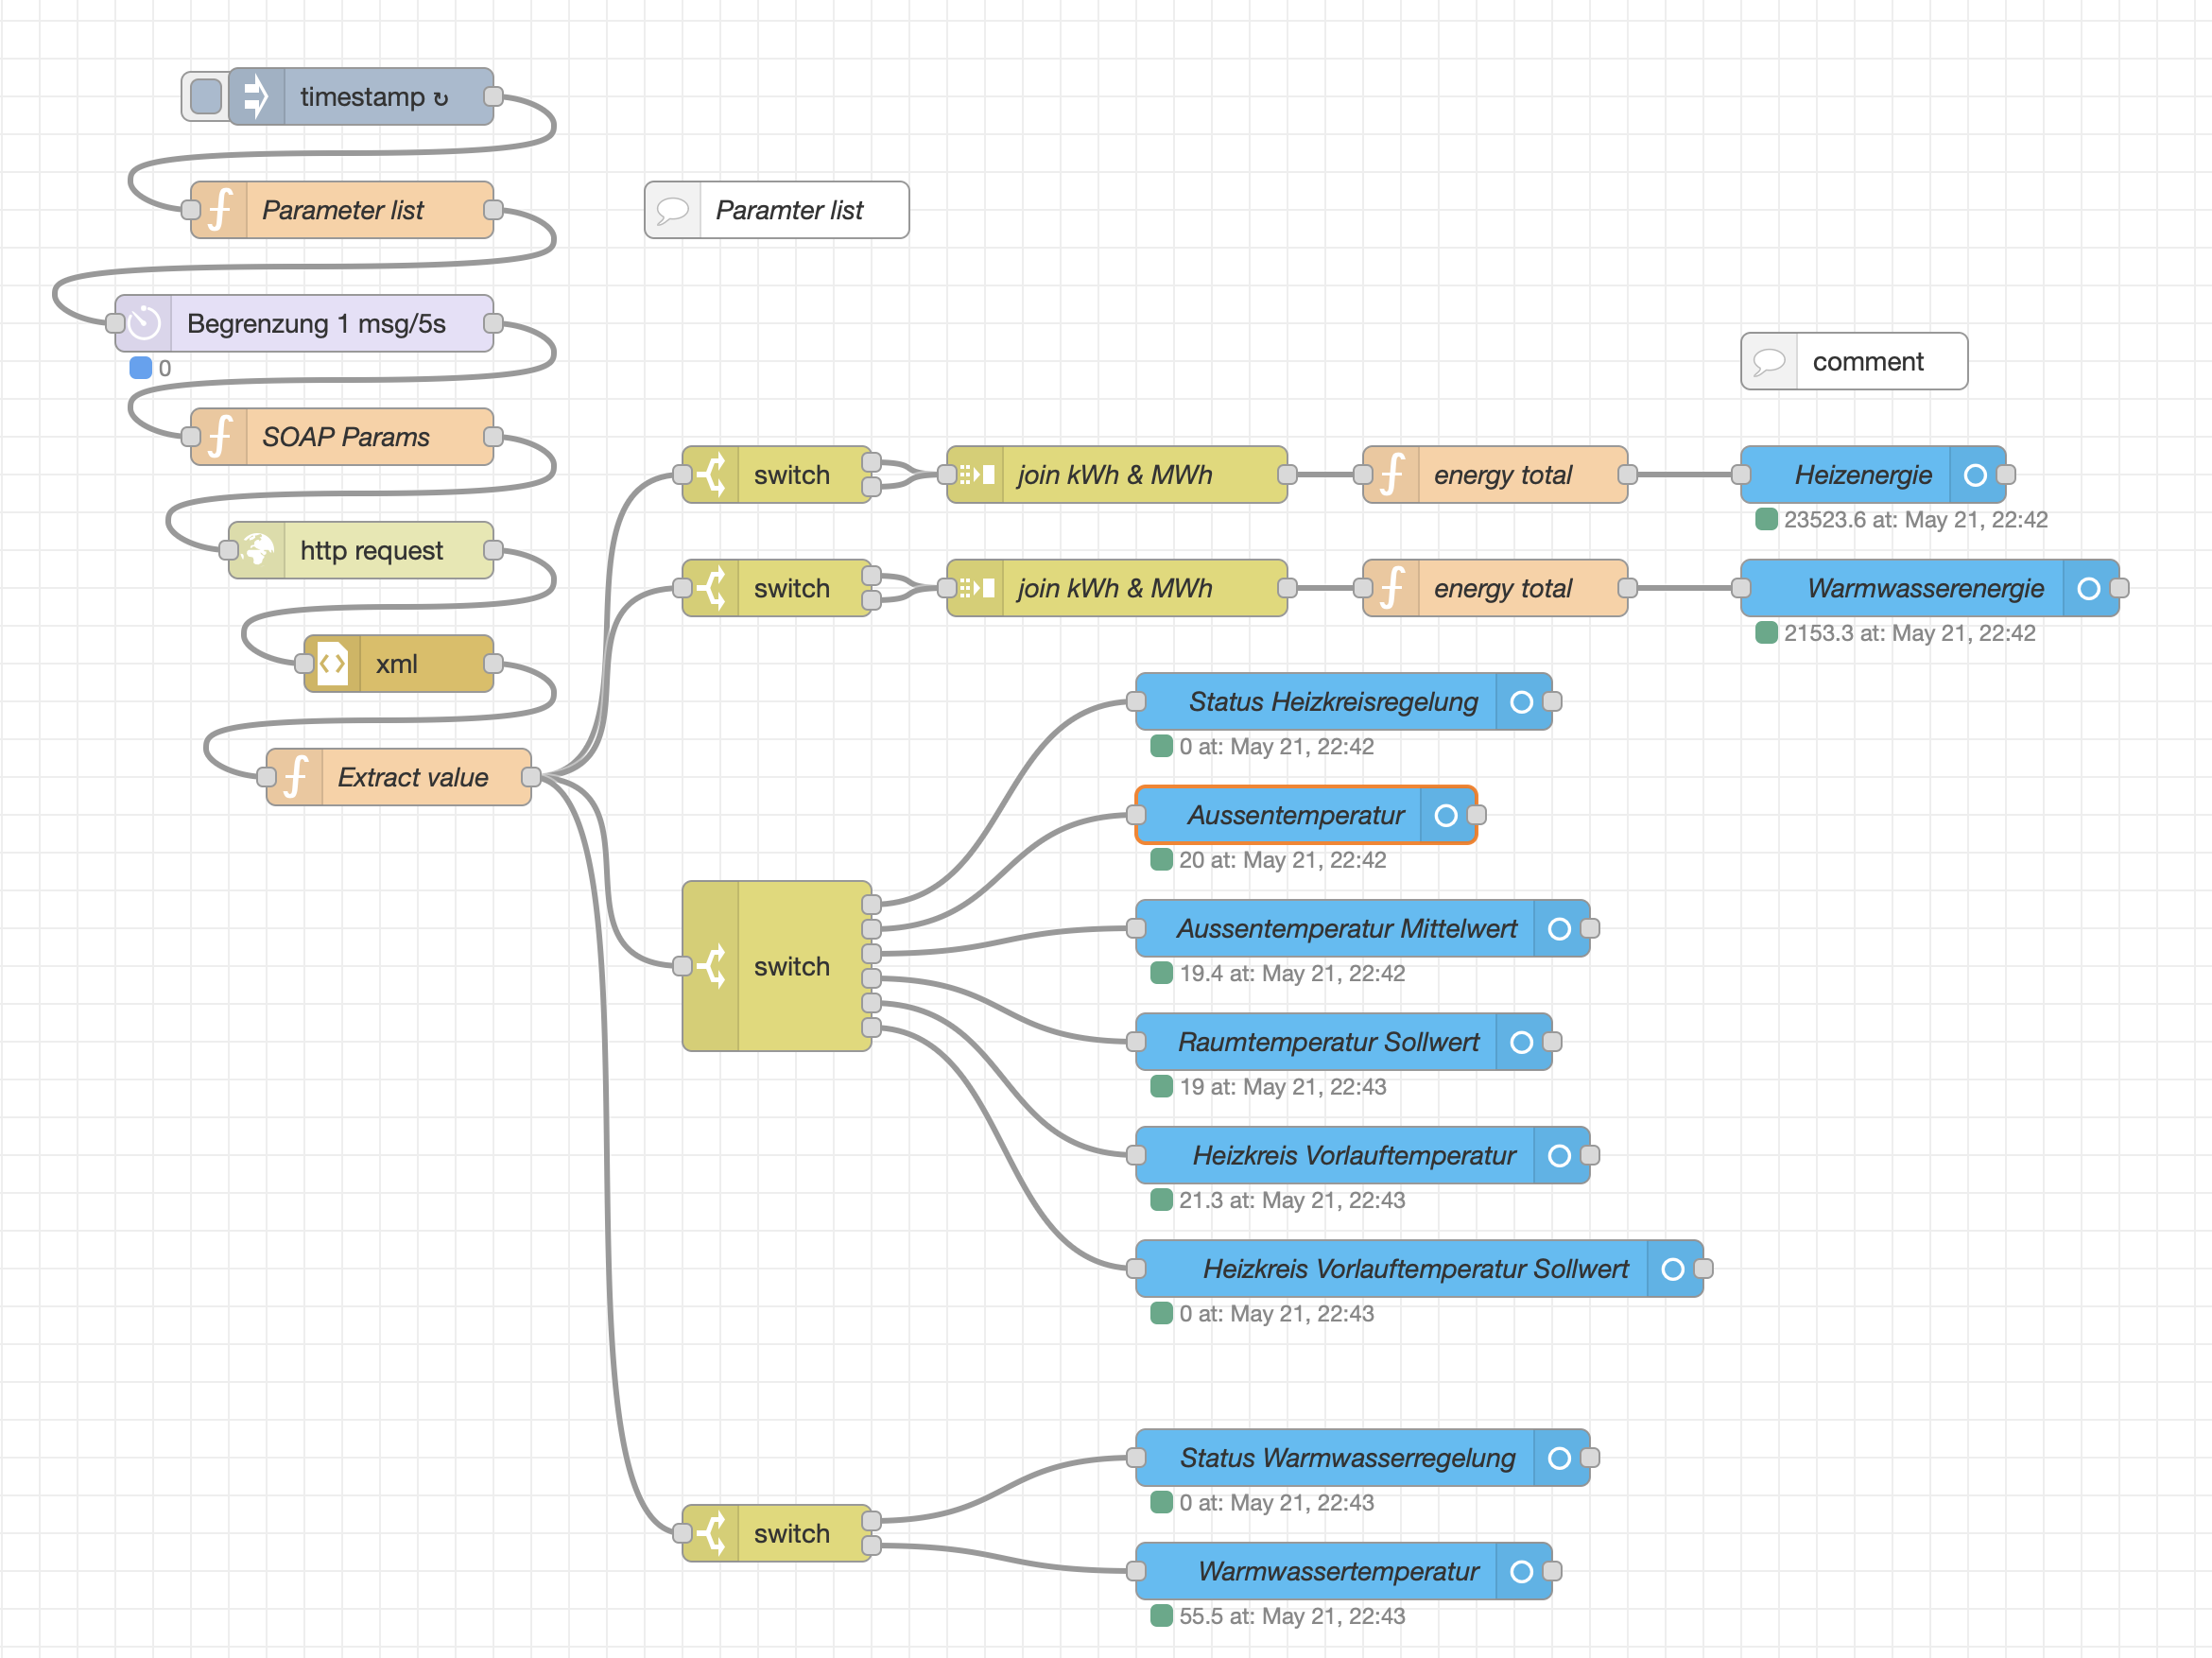 timestamp ↻
Parameter list
Paramter list
Begrenzung 1 msg/5s
0
comment
SOAP Params
switch
join kWh & MWh
energy total
Heizenergie
23523.6 at: May 21, 22:42
http request
switch
join kWh & MWh
energy total
Warmwasserenergie
2153.3 at: May 21, 22:42
xml
Status Heizkreisregelung
0 at: May 21, 22:42
Extract value
Aussentemperatur
20 at: May 21, 22:42
switch
Aussentemperatur Mittelwert
19.4 at: May 21, 22:42
Raumtemperatur Sollwert
19 at: May 21, 22:43
Heizkreis Vorlauftemperatur
21.3 at: May 21, 22:43
Heizkreis Vorlauftemperatur Sollwert
0 at: May 21, 22:43
switch
Status Warmwasserregelung
0 at: May 21, 22:43
Warmwassertemperatur
55.5 at: May 21, 22:43